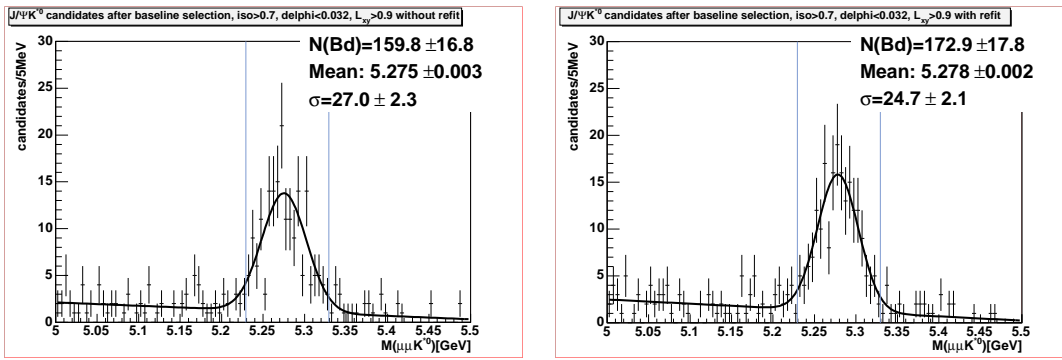 J/ΨK*0 candidates after baseline selection, iso>0.7, delphi<0.032, Lxy>0.9 without refit
N(Bd)=159.8 ±16.8
Mean: 5.275 ±0.003
σ=27.0 ± 2.3
candidates/5MeV
30
25
20
15
10
5
0
5 5.05 5.1 5.15 5.2 5.25 5.3 5.35 5.4 5.45 5.5
M(μμK*0)[GeV]
J/ΨK*0 candidates after baseline selection, iso>0.7, delphi<0.032, Lxy>0.9 with refit
N(Bd)=172.9 ±17.8
Mean: 5.278 ±0.002
σ=24.7 ± 2.1
candidates/5MeV
30
25
20
15
10
5
0
5 5.05 5.1 5.15 5.2 5.25 5.3 5.35 5.4 5.45 5.5
M(μμK*0)[GeV]